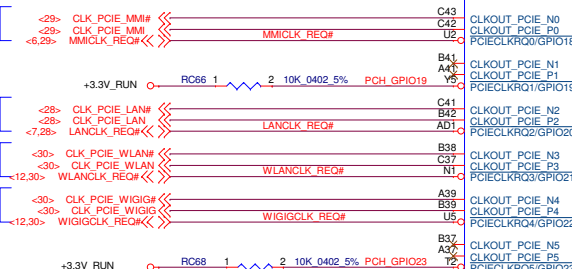 <29> CLK_PCIE_MMI# C43 CLKOUT_PCIE_N0
<29> CLK_PCIE_MMI C42 CLKOUT_PCIE_P0
<6,29> MMICLK_REQ# MMICLK_REQ# U2 PCIECLKRQ0/GPIO18
B41 CLKOUT_PCIE_N1
A41 CLKOUT_PCIE_P1
+3.3V_RUN RC66 1 2 10K_0402_5% PCH_GPIO19 Y5 PCIECLKRQ1/GPIO19
<28> CLK_PCIE_LAN# C41 CLKOUT_PCIE_N2
<28> CLK_PCIE_LAN B42 CLKOUT_PCIE_P2
<7,28> LANCLK_REQ# LANCLK_REQ# AD1 PCIECLKRQ2/GPIO20
<30> CLK_PCIE_WLAN# B38 CLKOUT_PCIE_N3
<30> CLK_PCIE_WLAN C37 CLKOUT_PCIE_P3
<12,30> WLANCLK_REQ# WLANCLK_REQ# N1 PCIECLKRQ3/GPIO21
<30> CLK_PCIE_WIGIG# A39 CLKOUT_PCIE_N4
<30> CLK_PCIE_WIGIG B39 CLKOUT_PCIE_P4
<12,30> WIGIGCLK_REQ# WIGIGCLK_REQ# U5 PCIECLKRQ4/GPIO22
B37 CLKOUT_PCIE_N5
A37 CLKOUT_PCIE_P5
+3.3V_RUN RC68 1 2 10K_0402_5% PCH_GPIO23 T2 PCIECLKRQ5/GPIO23